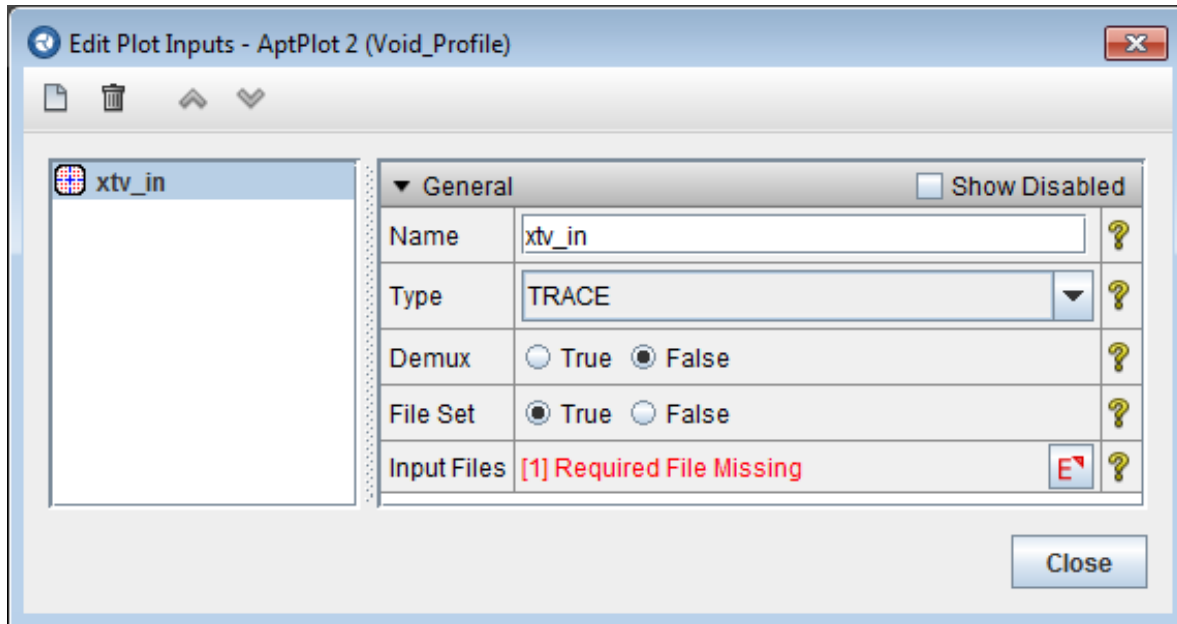 Edit Plot Inputs - AptPlot 2 (Void_Profile)
xtv_in
General
Show Disabled
Name
xtv_in
Type
TRACE
Demux
True
False
File Set
True
False
Input Files
[1] Required File Missing
E
Close